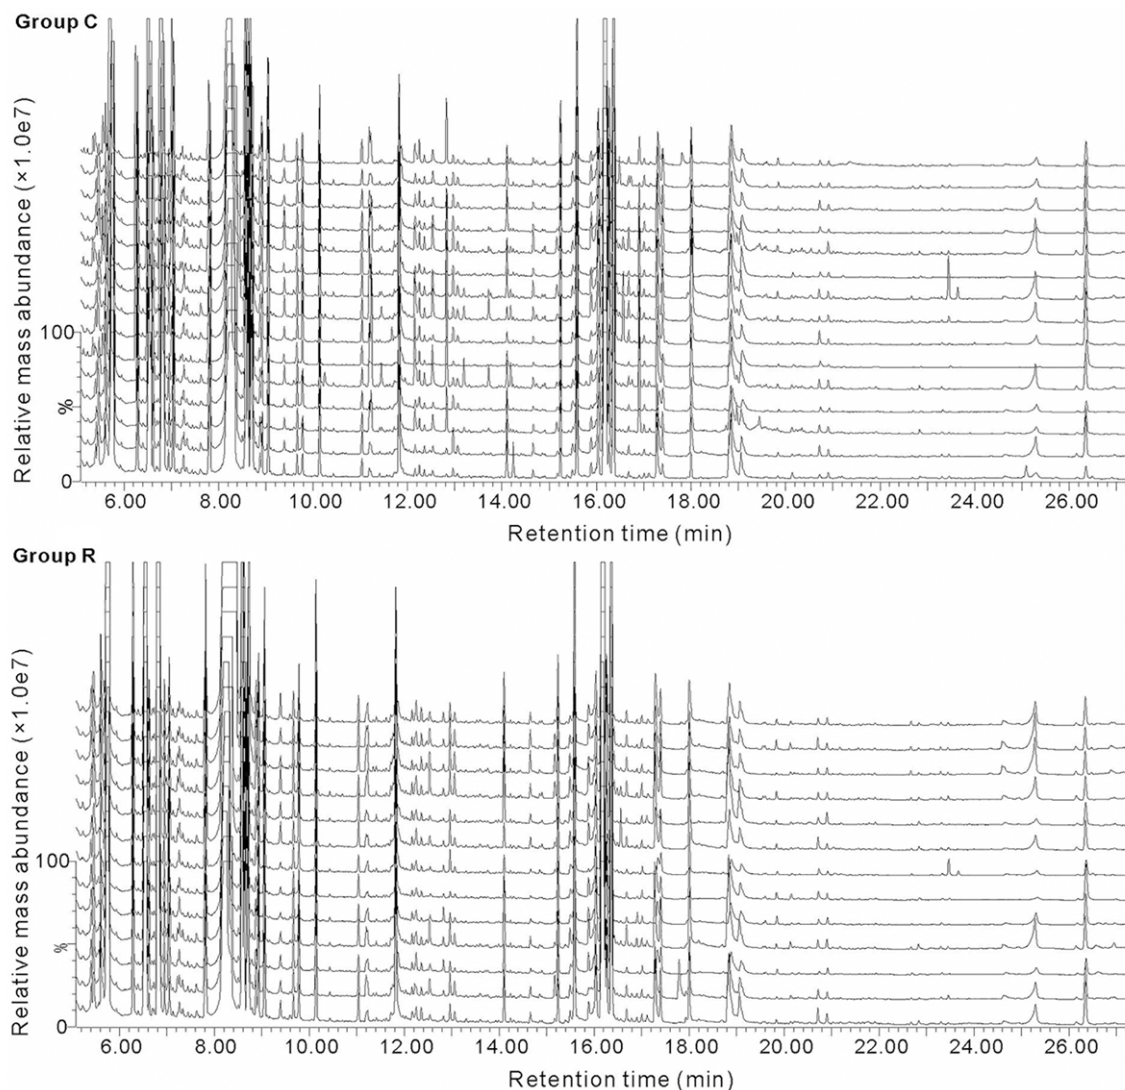 Group C
Relative mass abundance (×1.0e7)
100
%
0
6.00 8.00 10.00 12.00 14.00 16.00 18.00 20.00 22.00 24.00 26.00
Retention time (min)
Group R
Relative mass abundance (×1.0e7)
100
%
0
6.00 8.00 10.00 12.00 14.00 16.00 18.00 20.00 22.00 24.00 26.00
Retention time (min)